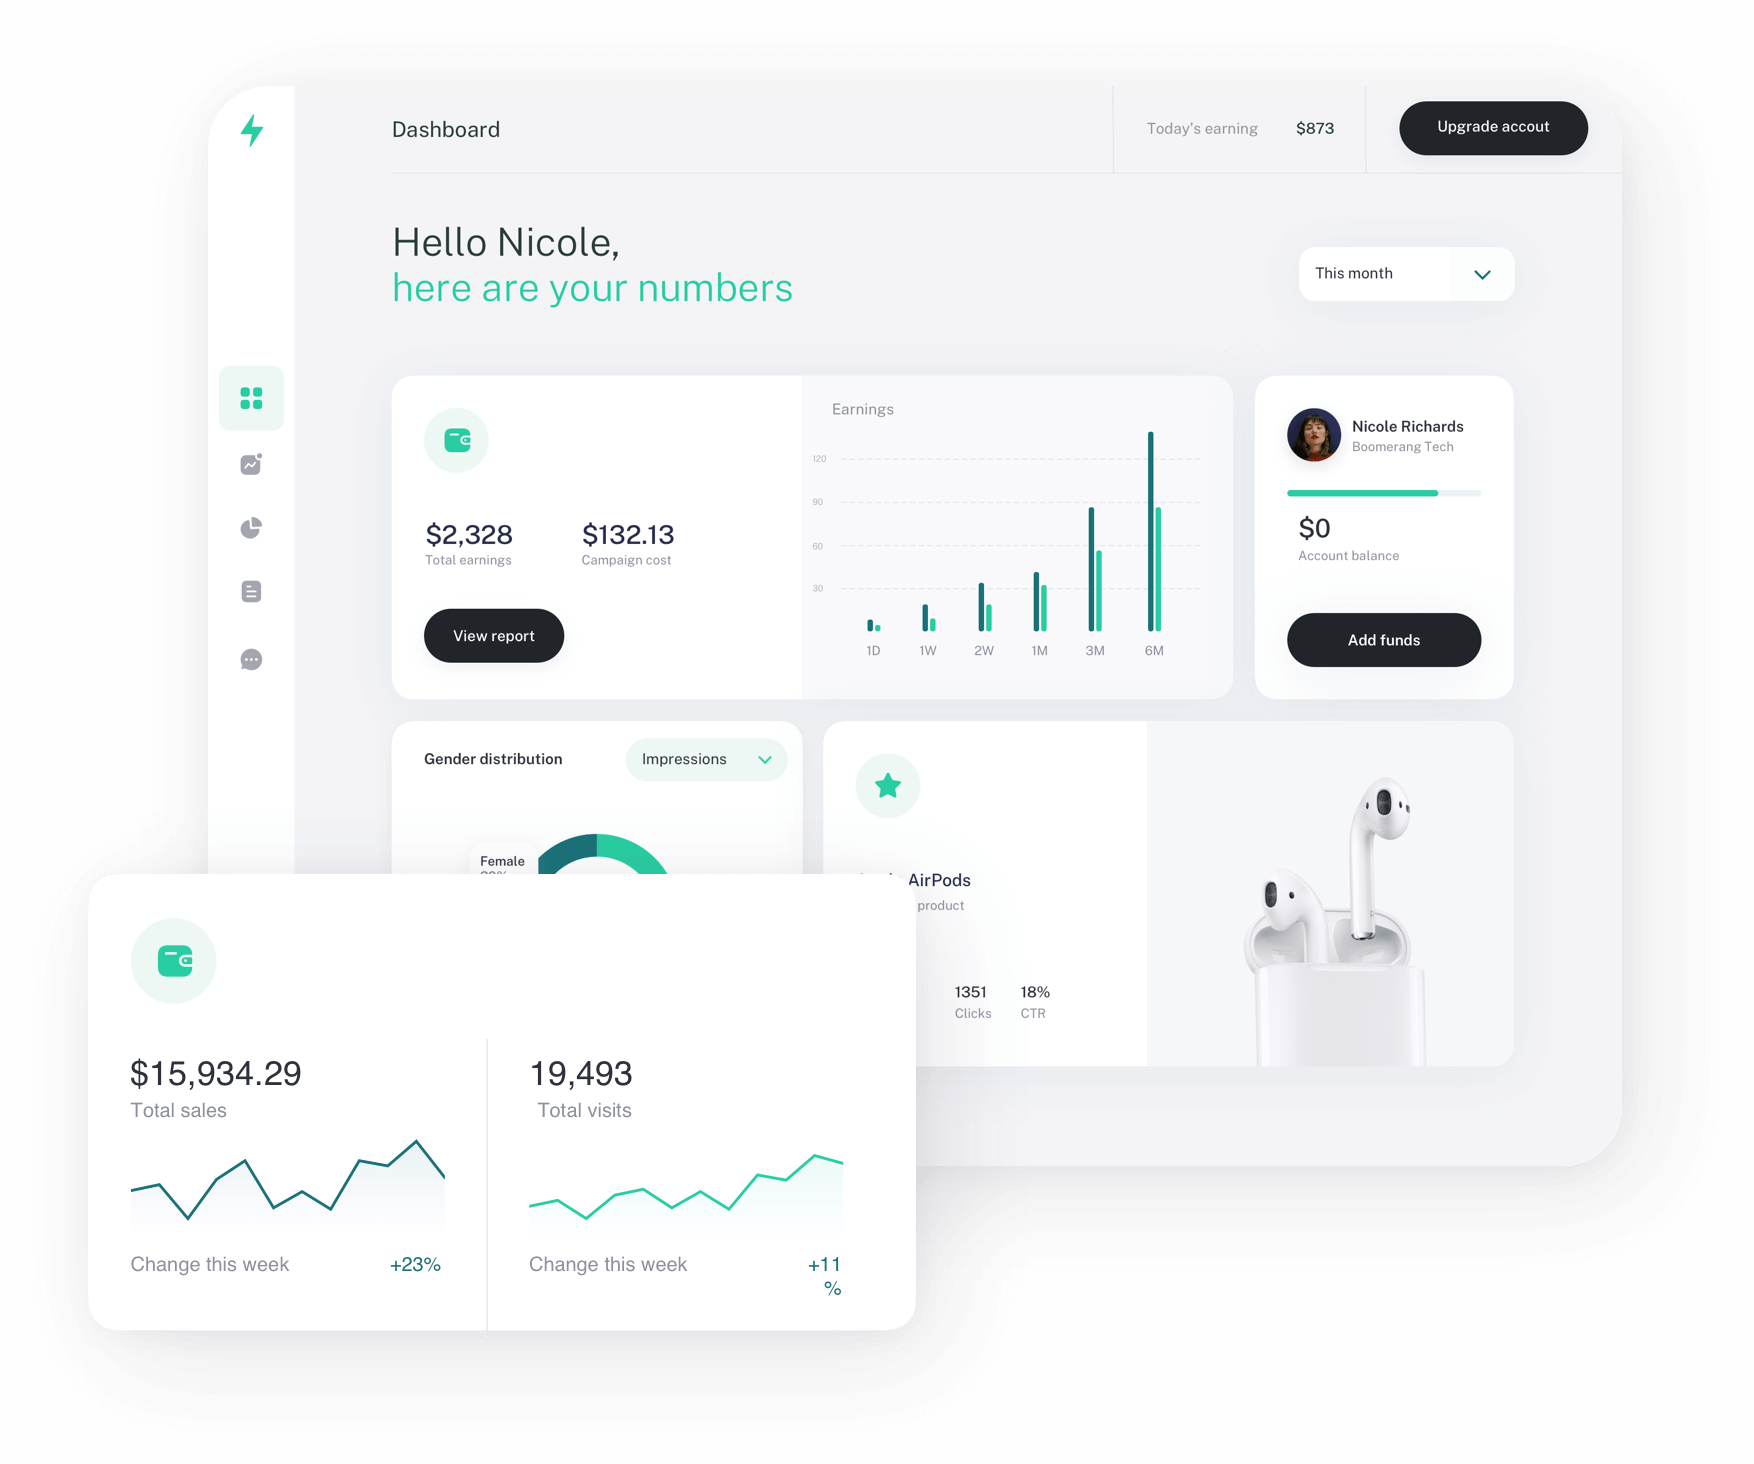 Dashboard
Today's earning
$873
Upgrade accout
Hello Nicole,
here are your numbers
This month
Earnings
120
90
60
30
1D
1W
2W
1M
3M
6M
$2,328
Total earnings
$132.13
Campaign cost
View report
Nicole Richards
Boomerang Tech
$0
Account balance
Add funds
Gender distribution
Impressions
Female
AirPods
product
1351
Clicks
18%
CTR
$15,934.29
Total sales
Change this week
+23%
19,493
Total visits
Change this week
+11
%